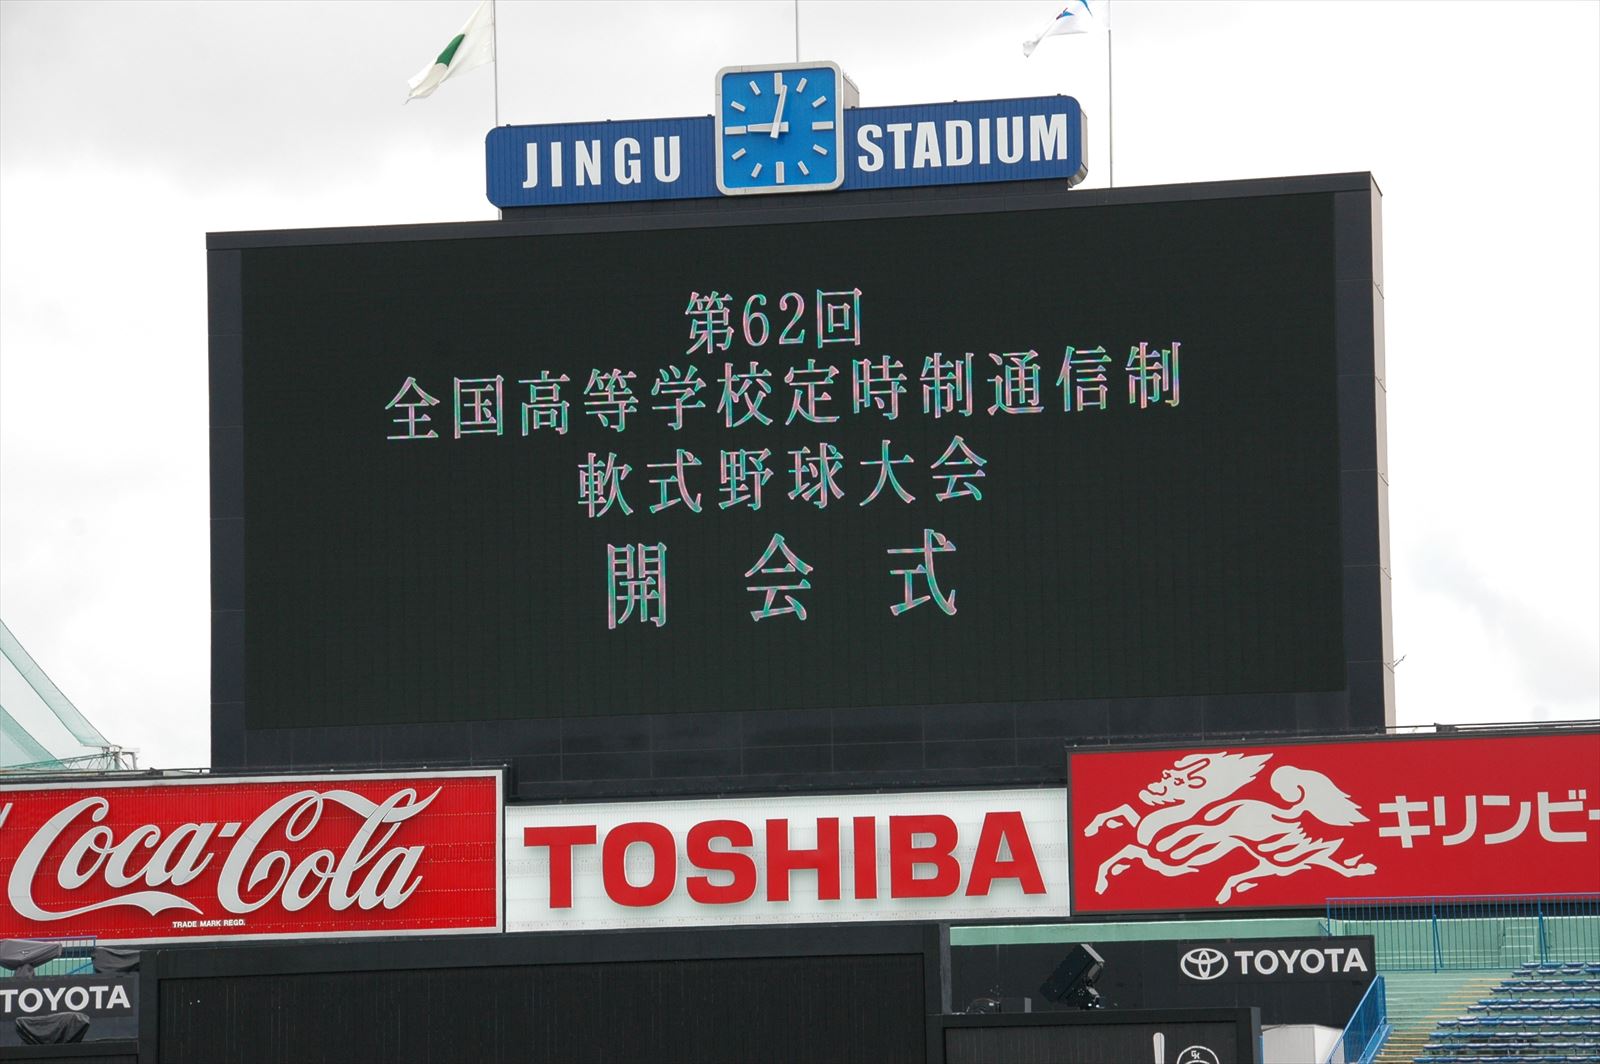 JINGU STADIUM
第62回
全国高等学校定時制通信制
軟式野球大会
開会式
Coca-Cola
TRADE MARK REGD.
TOSHIBA
キリンビー
TOYOTA
TOYOTA